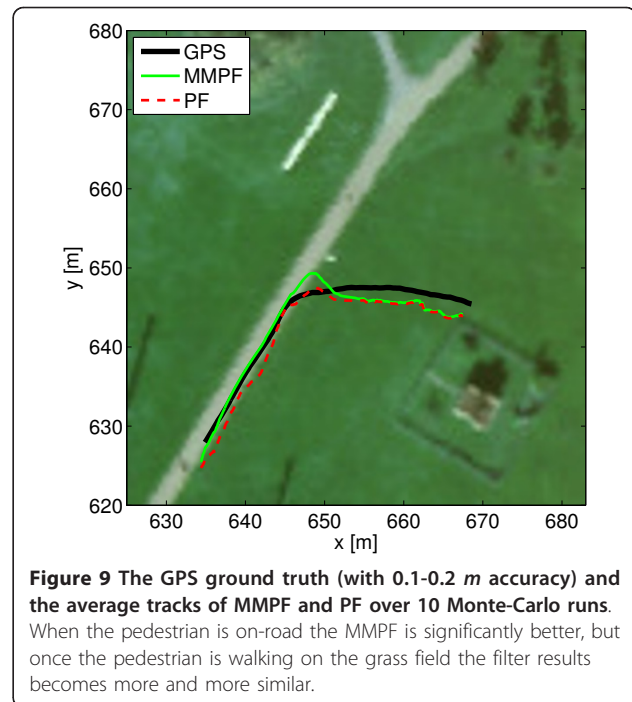 680
670
660
650
640
630
620
y [m]
GPS
MMPF
PF
630
640
650
660
670
680
x [m]
Figure 9 The GPS ground truth (with 0.1-0.2 m accuracy) and
the average tracks of MMPF and PF over 10 Monte-Carlo runs.
When the pedestrian is on-road the MMPF is significantly better, but
once the pedestrian is walking on the grass field the filter results
becomes more and more similar.